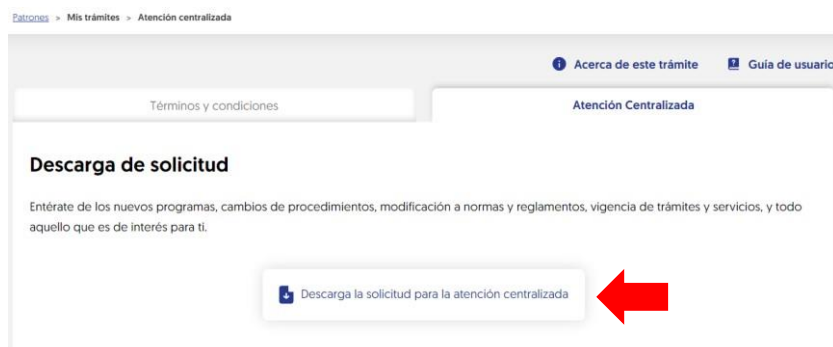 Patrones > Mis trámites > Atención centralizada
Acerca de este trámite Guía de usuario
Términos y condiciones Atención Centralizada
Descarga de solicitud
Entérate de los nuevos programas, cambios de procedimientos, modificación a normas y reglamentos, vigencia de trámites y servicios, y todo
aquello que es de interés para ti.
Descarga la solicitud para la atención centralizada